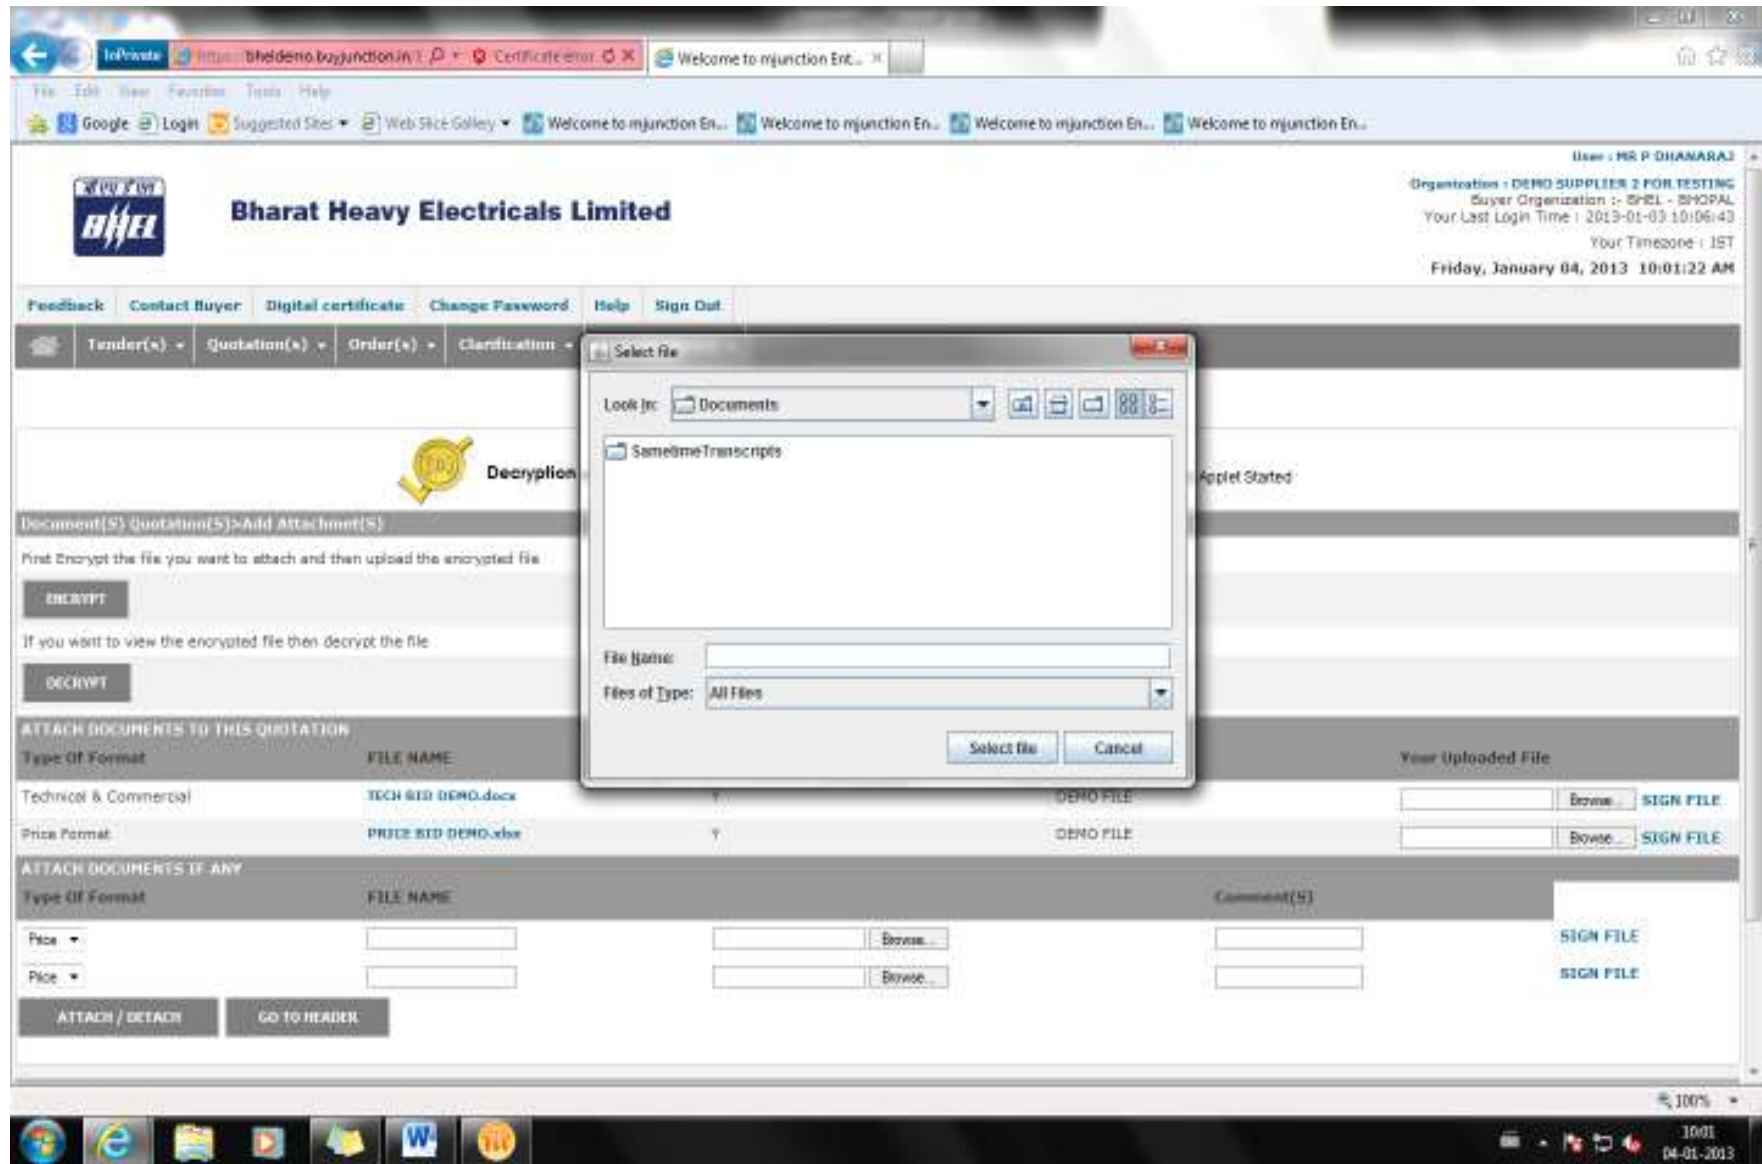 InPrivate bheldemo.buyjunction.in Certificate error Welcome to mjunction Ent...
File Edit View Favorites Tools Help
Google Login Suggested Sites Web Slice Gallery Welcome to mjunction En... Welcome to mjunction En... Welcome to mjunction En... Welcome to mjunction En...
User : MR P DHANARAJ
Organization : DEMO SUPPLIER 2 FOR TESTING
Buyer Organization :- BHEL - BHOPAL
Your Last Login Time : 2013-01-03 10:06:43
Your Timezone : IST
Friday, January 04, 2013 10:01:22 AM
बी एच ई एल
BHEL
Bharat Heavy Electricals Limited
Feedback Contact Buyer Digital certificate Change Password Help Sign Out
Tender(s) Quotation(s) Order(s) Clarification
Select file
Look In: Documents
SametimeTranscripts
File Name:
Files of Type: All Files
Select file Cancel
Decryption
Applet Started
Document(S) Quotation(S)>Add Attachmet(S)
First Encrypt the file you want to attach and then upload the encrypted file
ENCRYPT
If you want to view the encrypted file then decrypt the file
DECRYPT
ATTACH DOCUMENTS TO THIS QUOTATION
Type Of Format FILE NAME Your Uploaded File
Technical & Commercial TECH BID DEMO.docx Y DEMO FILE Browse... SIGN FILE
Price Format PRICE BID DEMO.xlsx Y DEMO FILE Browse... SIGN FILE
ATTACH DOCUMENTS IF ANY
Type Of Format FILE NAME Comment(S)
Price Browse... SIGN FILE
Price Browse... SIGN FILE
ATTACH / DETACH GO TO HEADER
100%
10:01
04-01-2013